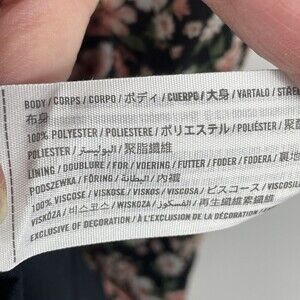 BODY / CORPS / CORPO / ボディ / CUERPO / 大身 / VARTALO /
布身
100% POLYESTER / POLIESTERE / ポリエステル / POLIÉSTER / 聚酯
POLIESTER / البوليستر / 聚脂纖維
LINING / DOUBLURE / FOR / VOERING / FUTTER / FODER / FODERA / 裏地
PODSZEWKA / FÖRING / البطانة / 內襯
100% VISCOSE / VISKOSE / VISKOS / VISCOSA / ビスコース / VISCOSE
VISKÓZA / 비스코스 / WISKOZA / الفسكوز / 再生纖維素纖維
EXCLUSIVE OF DECORATION / À L'EXCLUSION DE LA DÉCORATION /